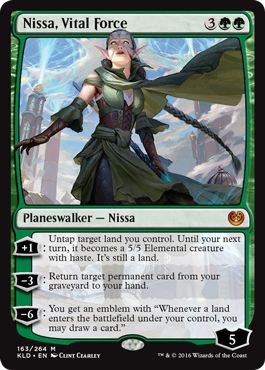 Nissa, Vital Force 3
Planeswalker — Nissa
+1 : Untap target land you control. Until your next
turn, it becomes a 5/5 Elemental creature
with haste. It's still a land.
-3 : Return target permanent card from your
graveyard to your hand.
-6 : You get an emblem with "Whenever a land
enters the battlefield under your control, you
may draw a card."
5
163/264 M
KLD • EN Clint Cearley
™ & © 2016 Wizards of the Coast